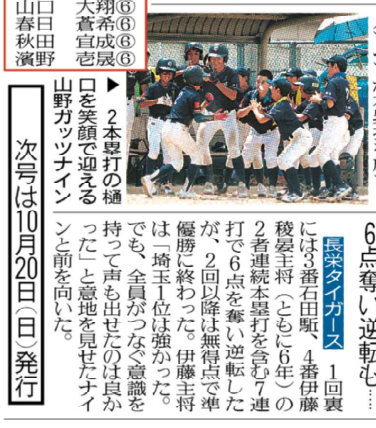 山口 大翔⑥
春日 蒼希⑥
秋田 宜成⑥
濱野 壱晟⑥
▶2本塁打の樋
口を笑顔で迎える
山野ガッツナイン
6点奪い逆転も……
長栄タイガース 1回裏
には3番石田駈、4番伊藤
稜晏主将(ともに6年)の
2者連続本塁打を含む7連
打で6点を奪い逆転した
が、2回以降は無得点で準
優勝に終わった。伊藤主将
は「埼玉1位は強かった。
でも、全員がつなぐ意識を
持って声も出せたのは良か
った」と意地を見せたナイ
ンと前を向いた。
次号は10月20日(日)発行